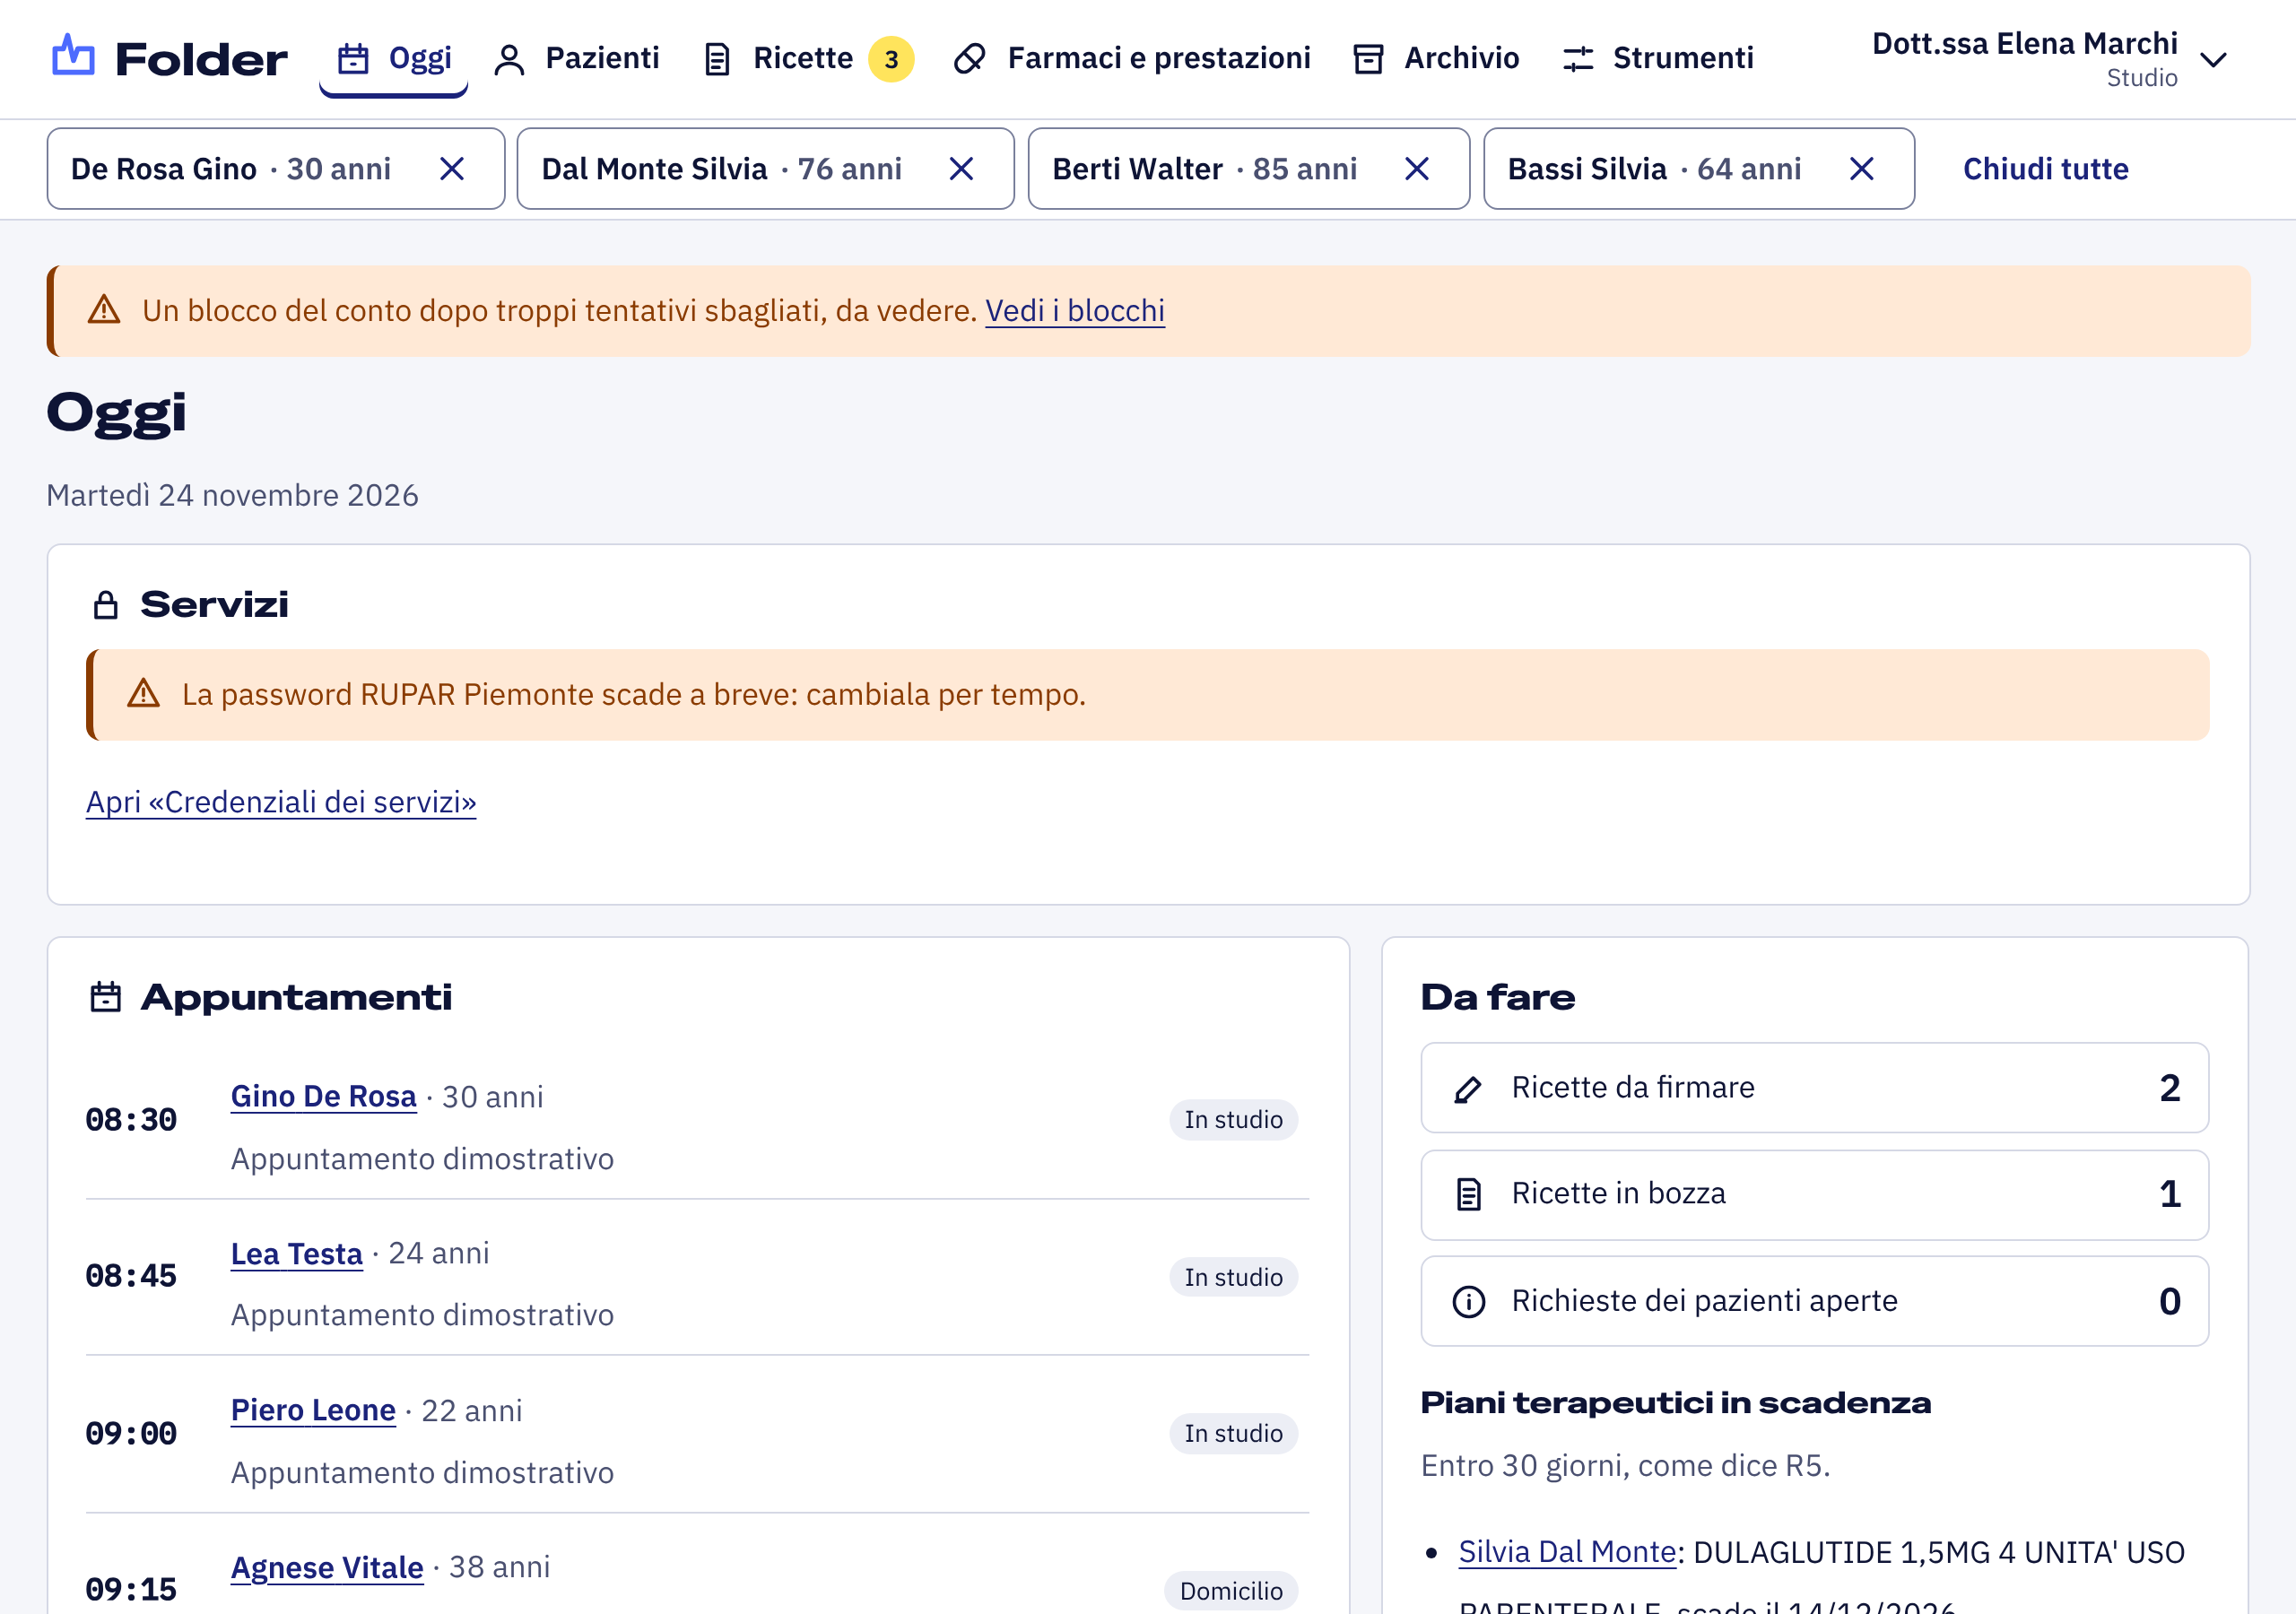 Folder
Oggi
Pazienti
Ricette 3
Farmaci e prestazioni
Archivio
Strumenti
Dott.ssa Elena Marchi
Studio
De Rosa Gino · 30 anni
Dal Monte Silvia · 76 anni
Berti Walter · 85 anni
Bassi Silvia · 64 anni
Chiudi tutte
Un blocco del conto dopo troppi tentativi sbagliati, da vedere. Vedi i blocchi
Oggi
Martedì 24 novembre 2026
Servizi
La password RUPAR Piemonte scade a breve: cambiala per tempo.
Apri «Credenziali dei servizi»
Appuntamenti
08:30
Gino De Rosa · 30 anni
Appuntamento dimostrativo
In studio
08:45
Lea Testa · 24 anni
Appuntamento dimostrativo
In studio
09:00
Piero Leone · 22 anni
Appuntamento dimostrativo
In studio
09:15
Agnese Vitale · 38 anni
Domicilio
Da fare
Ricette da firmare 2
Ricette in bozza 1
Richieste dei pazienti aperte 0
Piani terapeutici in scadenza
Entro 30 giorni, come dice R5.
• Silvia Dal Monte: DULAGLUTIDE 1,5MG 4 UNITA' USO
PARENTERALE, scade il 14/12/2026